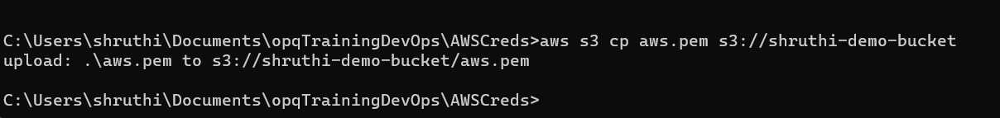 C:\Users\shruthi\Documents\opqTrainingDevOps\AWSCreds>aws s3 cp aws.pem s3://shruthi-demo-bucket
upload: .\aws.pem to s3://shruthi-demo-bucket/aws.pem
C:\Users\shruthi\Documents\opqTrainingDevOps\AWSCreds>